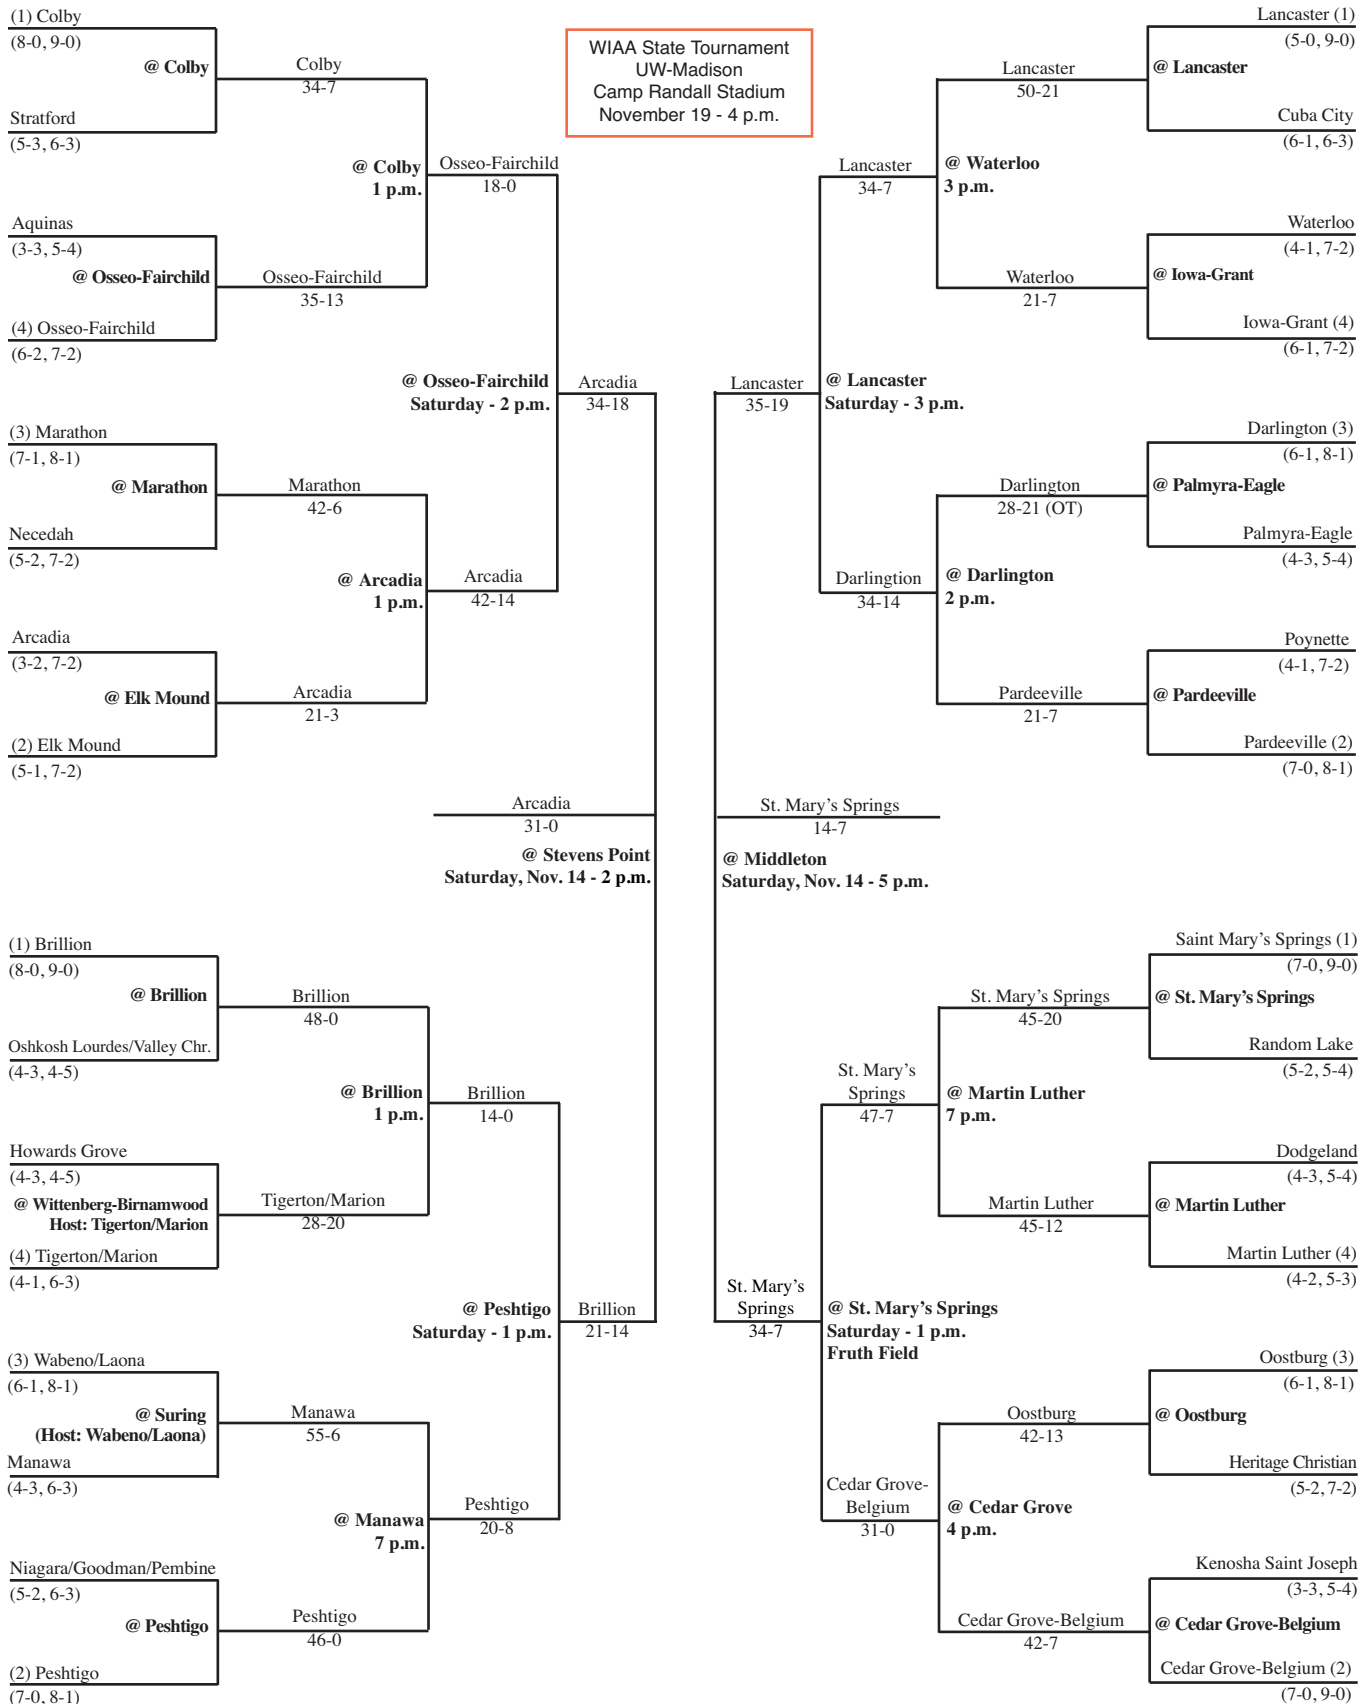 WIAA State Tournament
UW-Madison
Camp Randall Stadium
November 19 - 4 p.m.
(1) Colby
(8-0, 9-0)
@ Colby
Stratford
(5-3, 6-3)
Colby
34-7
Aquinas
(3-3, 5-4)
@ Osseo-Fairchild
(4) Osseo-Fairchild
(6-2, 7-2)
Osseo-Fairchild
35-13
@ Colby
1 p.m.
Osseo-Fairchild
18-0
(3) Marathon
(7-1, 8-1)
@ Marathon
Necedah
(5-2, 7-2)
Marathon
42-6
Arcadia
(3-2, 7-2)
@ Elk Mound
(2) Elk Mound
(5-1, 7-2)
Arcadia
21-3
@ Arcadia
1 p.m.
Arcadia
42-14
@ Osseo-Fairchild
Saturday - 2 p.m.
Arcadia
34-18
Arcadia
31-0
@ Stevens Point
Saturday, Nov. 14 - 2 p.m.
(1) Brillion
(8-0, 9-0)
@ Brillion
Oshkosh Lourdes/Valley Chr.
(4-3, 4-5)
Brillion
48-0
Howards Grove
(4-3, 4-5)
@ Wittenberg-Birnamwood
Host: Tigerton/Marion
(4) Tigerton/Marion
(4-1, 6-3)
Tigerton/Marion
28-20
@ Brillion
1 p.m.
Brillion
14-0
(3) Wabeno/Laona
(6-1, 8-1)
@ Suring
(Host: Wabeno/Laona)
Manawa
(4-3, 6-3)
Manawa
55-6
Niagara/Goodman/Pembine
(5-2, 6-3)
@ Peshtigo
(2) Peshtigo
(7-0, 8-1)
Peshtigo
46-0
@ Manawa
7 p.m.
Peshtigo
20-8
@ Peshtigo
Saturday - 1 p.m.
Brillion
21-14
Lancaster (1)
(5-0, 9-0)
@ Lancaster
Cuba City
(6-1, 6-3)
Lancaster
50-21
Waterloo
(4-1, 7-2)
@ Iowa-Grant
Iowa-Grant (4)
(6-1, 7-2)
Waterloo
21-7
@ Waterloo
3 p.m.
Lancaster
34-7
Darlington (3)
(6-1, 8-1)
@ Palmyra-Eagle
Palmyra-Eagle
(4-3, 5-4)
Darlington
28-21 (OT)
Poynette
(4-1, 7-2)
@ Pardeeville
Pardeeville (2)
(7-0, 8-1)
Pardeeville
21-7
@ Darlington
2 p.m.
Darlingtion
34-14
@ Lancaster
Saturday - 3 p.m.
Lancaster
35-19
St. Mary's Springs
14-7
@ Middleton
Saturday, Nov. 14 - 5 p.m.
Saint Mary's Springs (1)
(7-0, 9-0)
@ St. Mary's Springs
Random Lake
(5-2, 5-4)
St. Mary's Springs
45-20
Dodgeland
(4-3, 5-4)
@ Martin Luther
Martin Luther (4)
(4-2, 5-3)
Martin Luther
45-12
@ Martin Luther
7 p.m.
St. Mary's
Springs
47-7
Oostburg (3)
(6-1, 8-1)
@ Oostburg
Heritage Christian
(5-2, 7-2)
Oostburg
42-13
Kenosha Saint Joseph
(3-3, 5-4)
@ Cedar Grove-Belgium
Cedar Grove-Belgium (2)
(7-0, 9-0)
Cedar Grove-Belgium
42-7
@ Cedar Grove
4 p.m.
Cedar Grove-
Belgium
31-0
@ St. Mary's Springs
Saturday - 1 p.m.
Fruth Field
St. Mary's
Springs
34-7